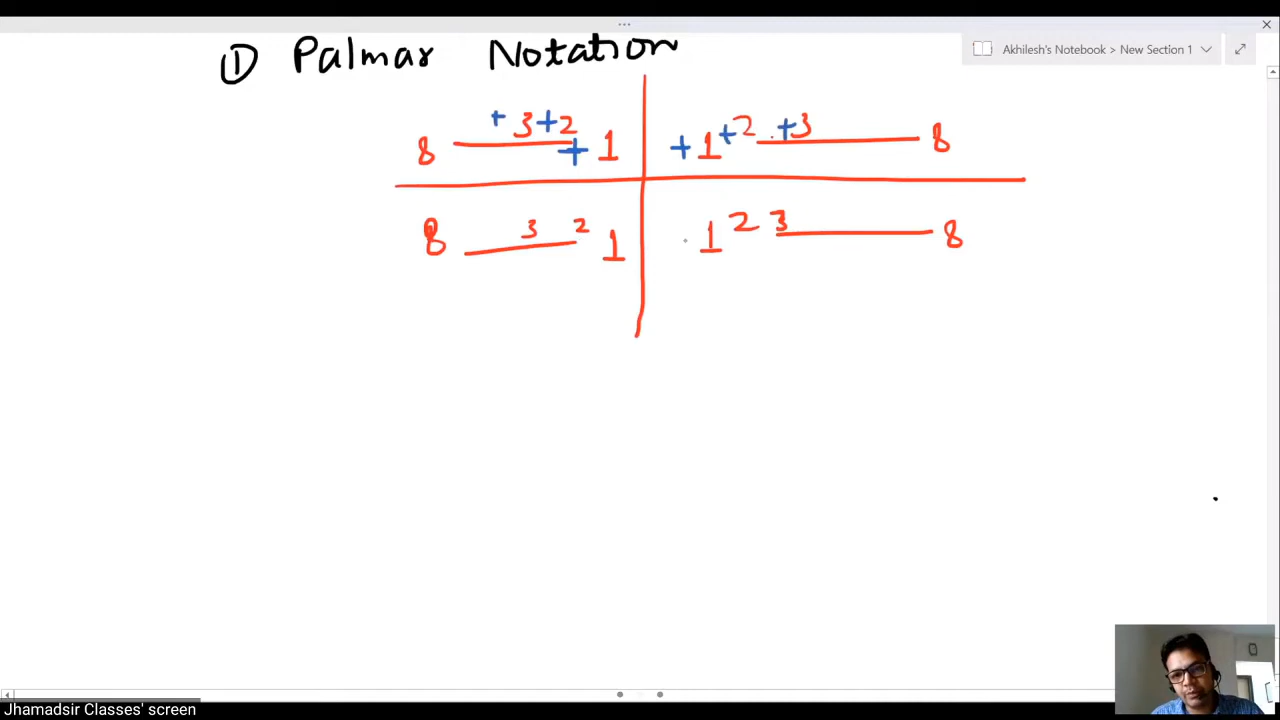 Akhilesh's Notebook > New Section 1
① Palmar Notation
8 + 3 + 2 + 1 + 1 + 2 + 3 8
8 3 2 1 1 2 3 8
Jhamadsir Classes' screen